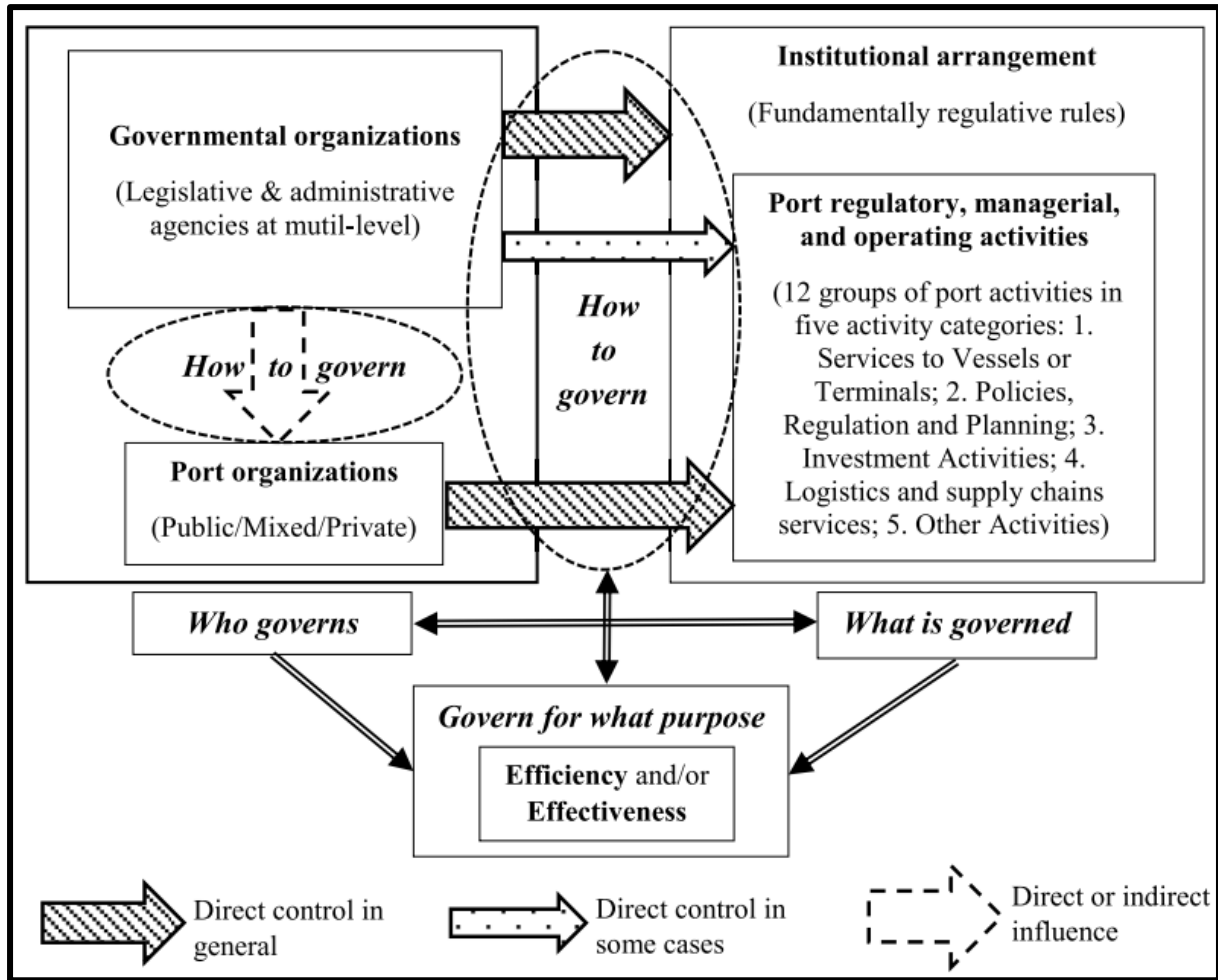 Governmental organizations
(Legislative & administrative
agencies at mutil-level)
How to govern
Port organizations
(Public/Mixed/Private)
How
to
govern
Institutional arrangement
(Fundamentally regulative rules)
Port regulatory, managerial,
and operating activities
(12 groups of port activities in
five activity categories: 1.
Services to Vessels or
Terminals; 2. Policies,
Regulation and Planning; 3.
Investment Activities; 4.
Logistics and supply chains
services; 5. Other Activities)
Who governs
What is governed
Govern for what purpose
Efficiency and/or
Effectiveness
Direct control in
general
Direct control in
some cases
Direct or indirect
influence